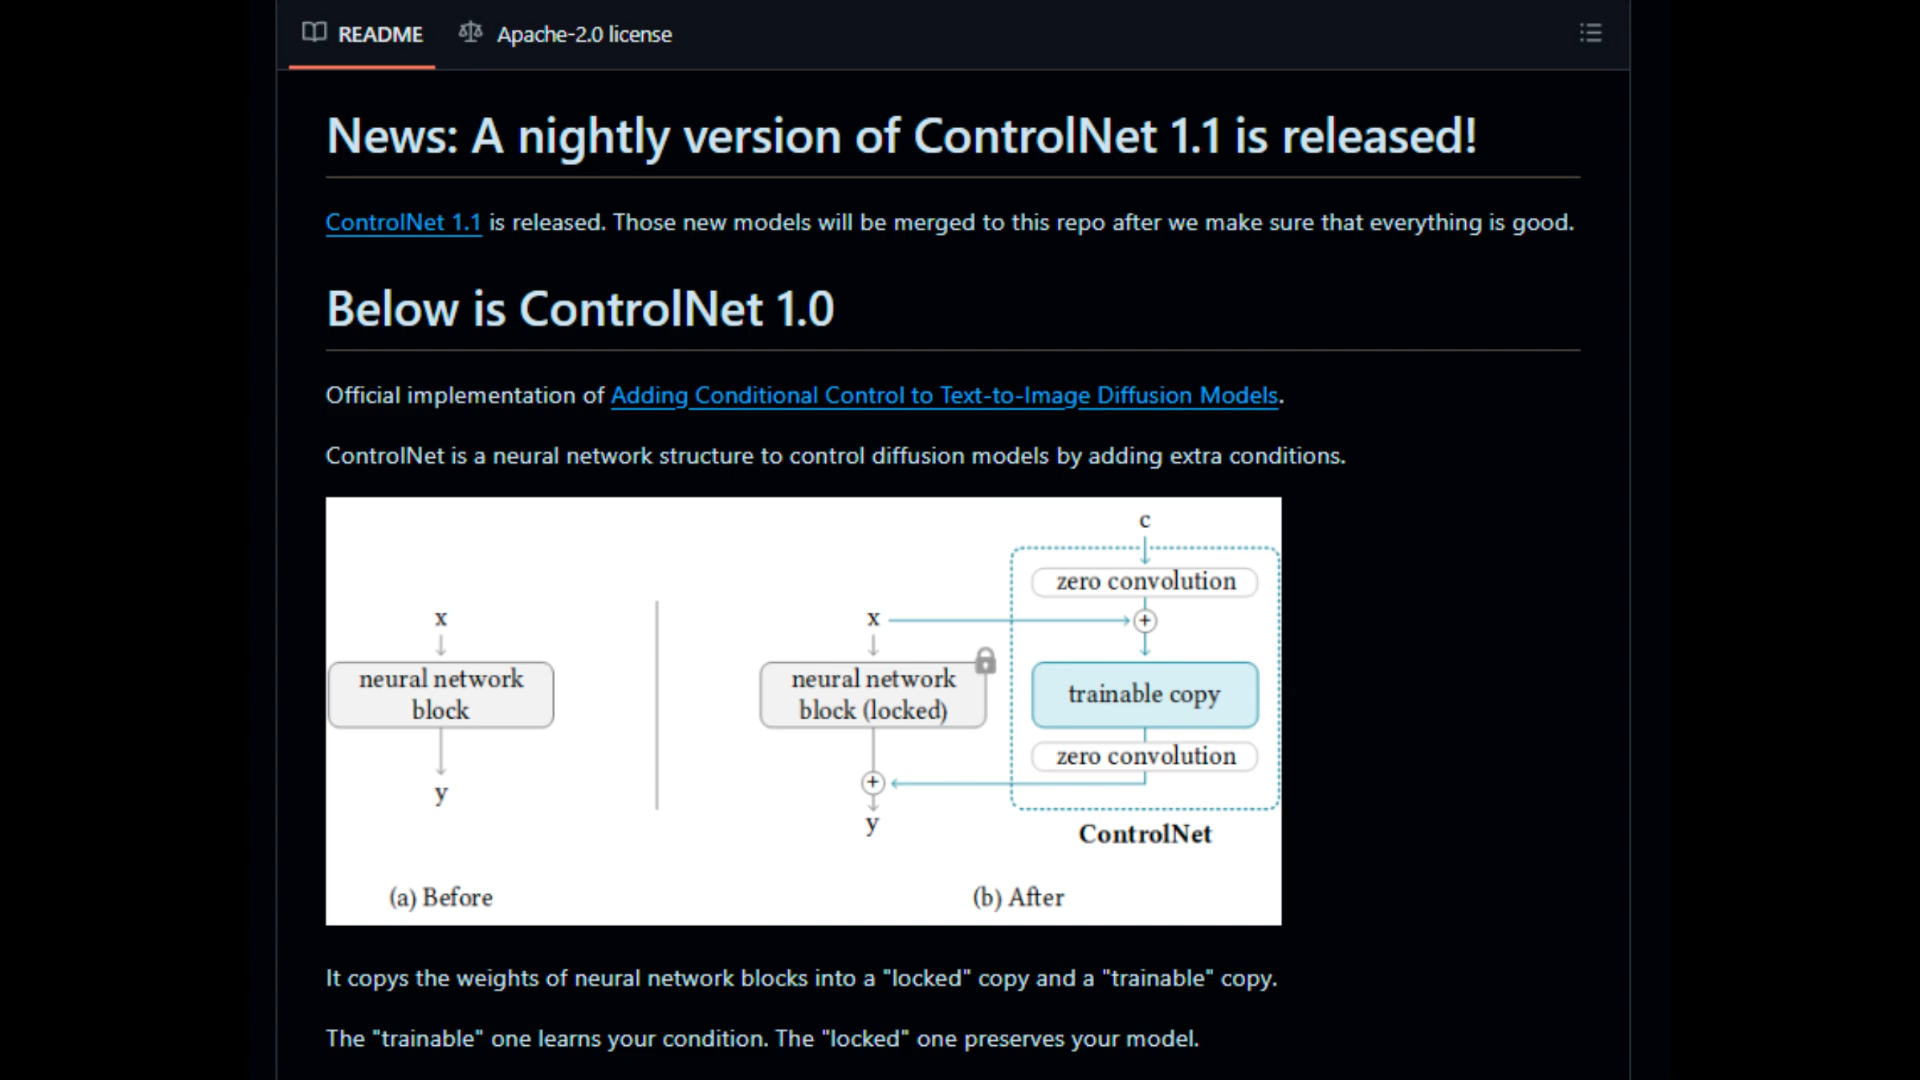 README
Apache-2.0 license
News: A nightly version of ControlNet 1.1 is released!
ControlNet 1.1 is released. Those new models will be merged to this repo after we make sure that everything is good.
Below is ControlNet 1.0
Official implementation of Adding Conditional Control to Text-to-Image Diffusion Models.
ControlNet is a neural network structure to control diffusion models by adding extra conditions.
x
neural network
block
y
(a) Before
x
neural network
block (locked)
+
y
c
zero convolution
+
trainable copy
zero convolution
ControlNet
(b) After
It copys the weights of neural network blocks into a "locked" copy and a "trainable" copy.
The "trainable" one learns your condition. The "locked" one preserves your model.